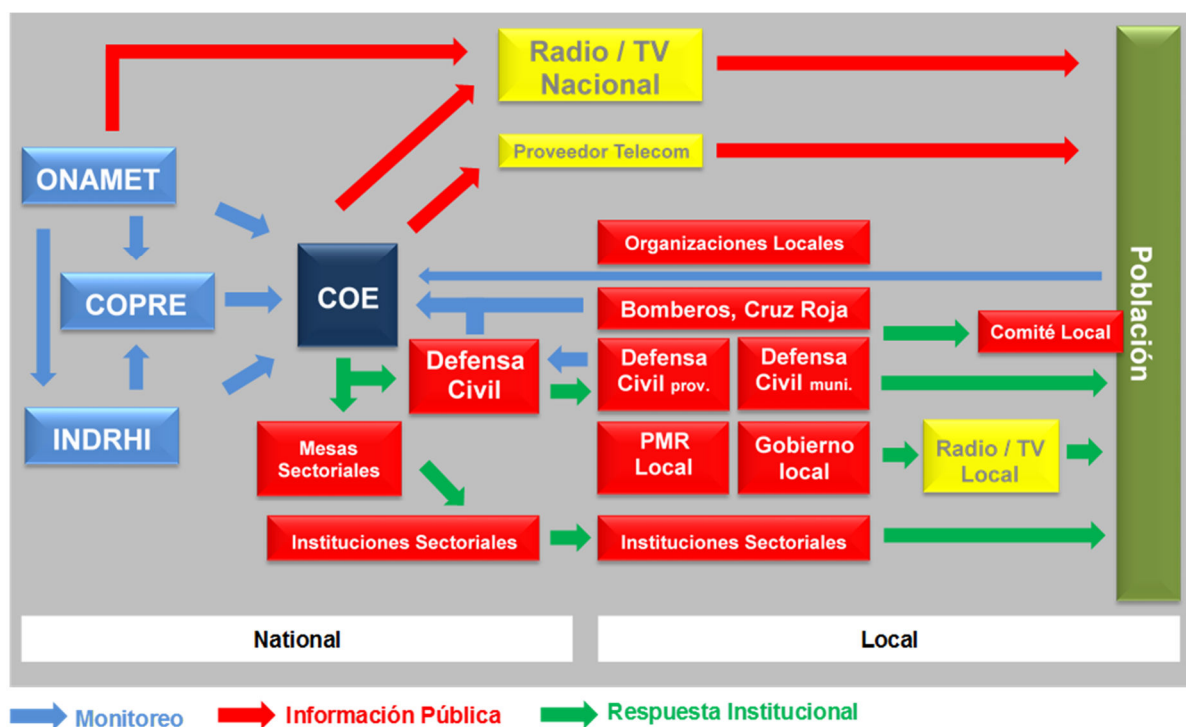 Radio / TV
Nacional
Proveedor Telecom
ONAMET
COPRE
INDRHI
COE
Organizaciones Locales
Bomberos, Cruz Roja
Comité Local
Defensa
Civil
Defensa
Civil prov.
Defensa
Civil muni.
Mesas
Sectoriales
PMR
Local
Gobierno
local
Radio / TV
Local
Instituciones Sectoriales
Instituciones Sectoriales
Población
National
Local
Monitoreo
Información Pública
Respuesta Institucional